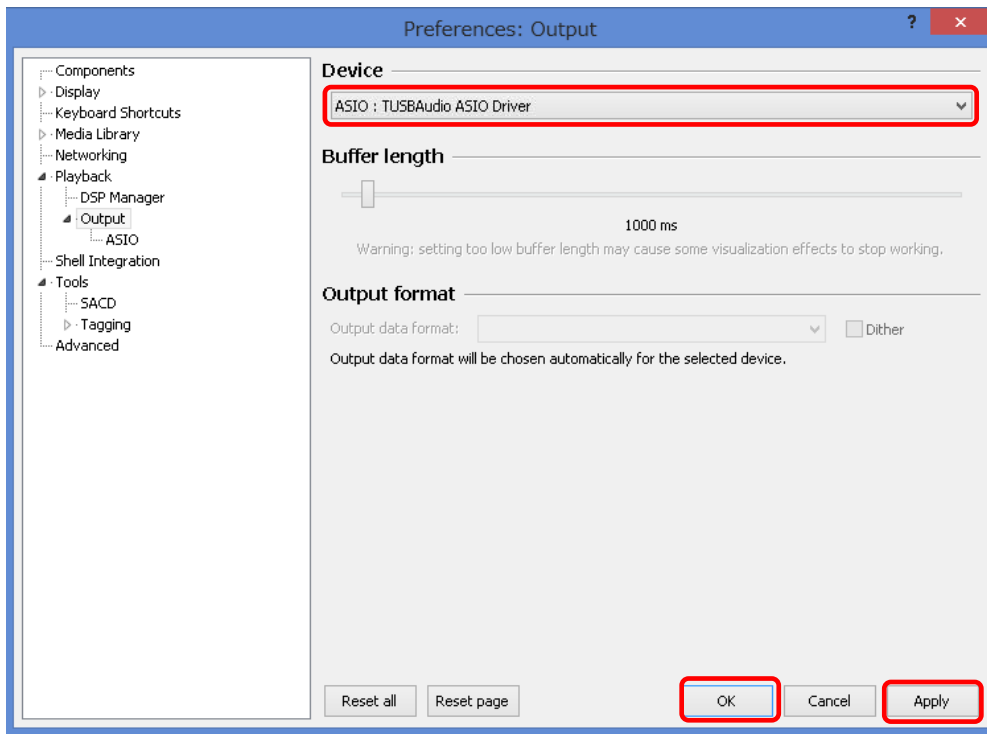 Preferences: Output
?
Components
Display
Keyboard Shortcuts
Media Library
Networking
Playback
DSP Manager
Output
ASIO
Shell Integration
Tools
SACD
Tagging
Advanced
Device
ASIO : TUSBAudio ASIO Driver
Buffer length
1000 ms
Warning: setting too low buffer length may cause some visualization effects to stop working.
Output format
Output data format:
Dither
Output data format will be chosen automatically for the selected device.
Reset all
Reset page
OK
Cancel
Apply